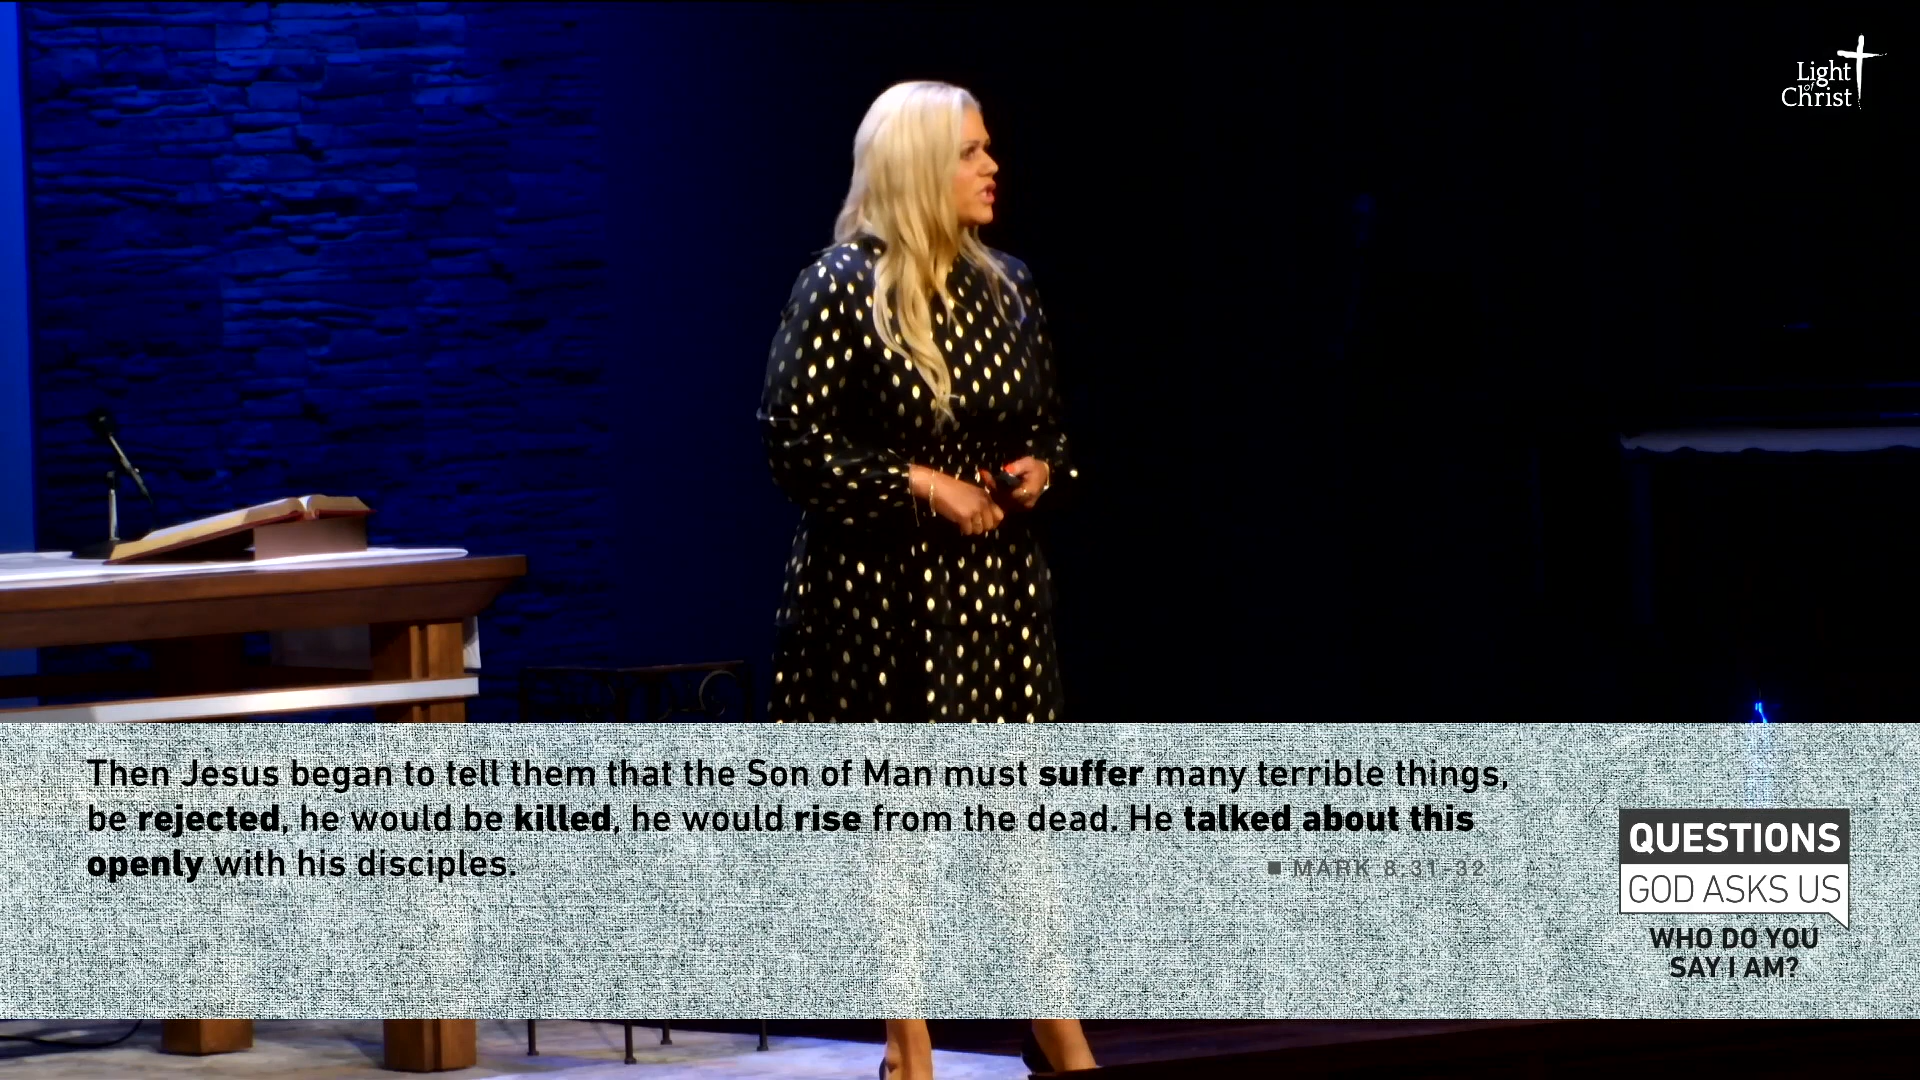 Light
of
Christ
Then Jesus began to tell them that the Son of Man must suffer many terrible things,
be rejected, he would be killed, he would rise from the dead. He talked about this
openly with his disciples.
■ MARK 8:31-32
QUESTIONS
GOD ASKS US
WHO DO YOU
SAY I AM?